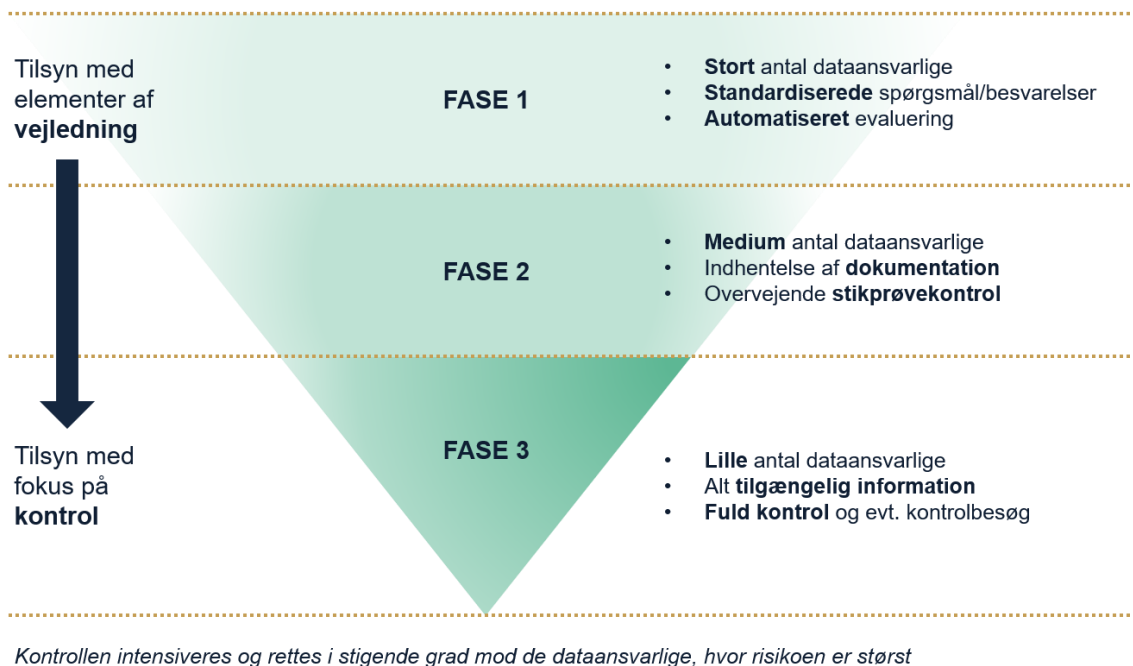 Tilsyn med
elementer af
vejledning
FASE 1
• Stort antal dataansvarlige
• Standardiserede spørgsmål/besvarelser
• Automatiseret evaluering
FASE 2
• Medium antal dataansvarlige
• Indhentelse af dokumentation
• Overvejende stikprøvekontrol
Tilsyn med
fokus på
kontrol
FASE 3
• Lille antal dataansvarlige
• Alt tilgængelig information
• Fuld kontrol og evt. kontrolbesøg
Kontrollen intensiveres og rettes i stigende grad mod de dataansvarlige, hvor risikoen er størst